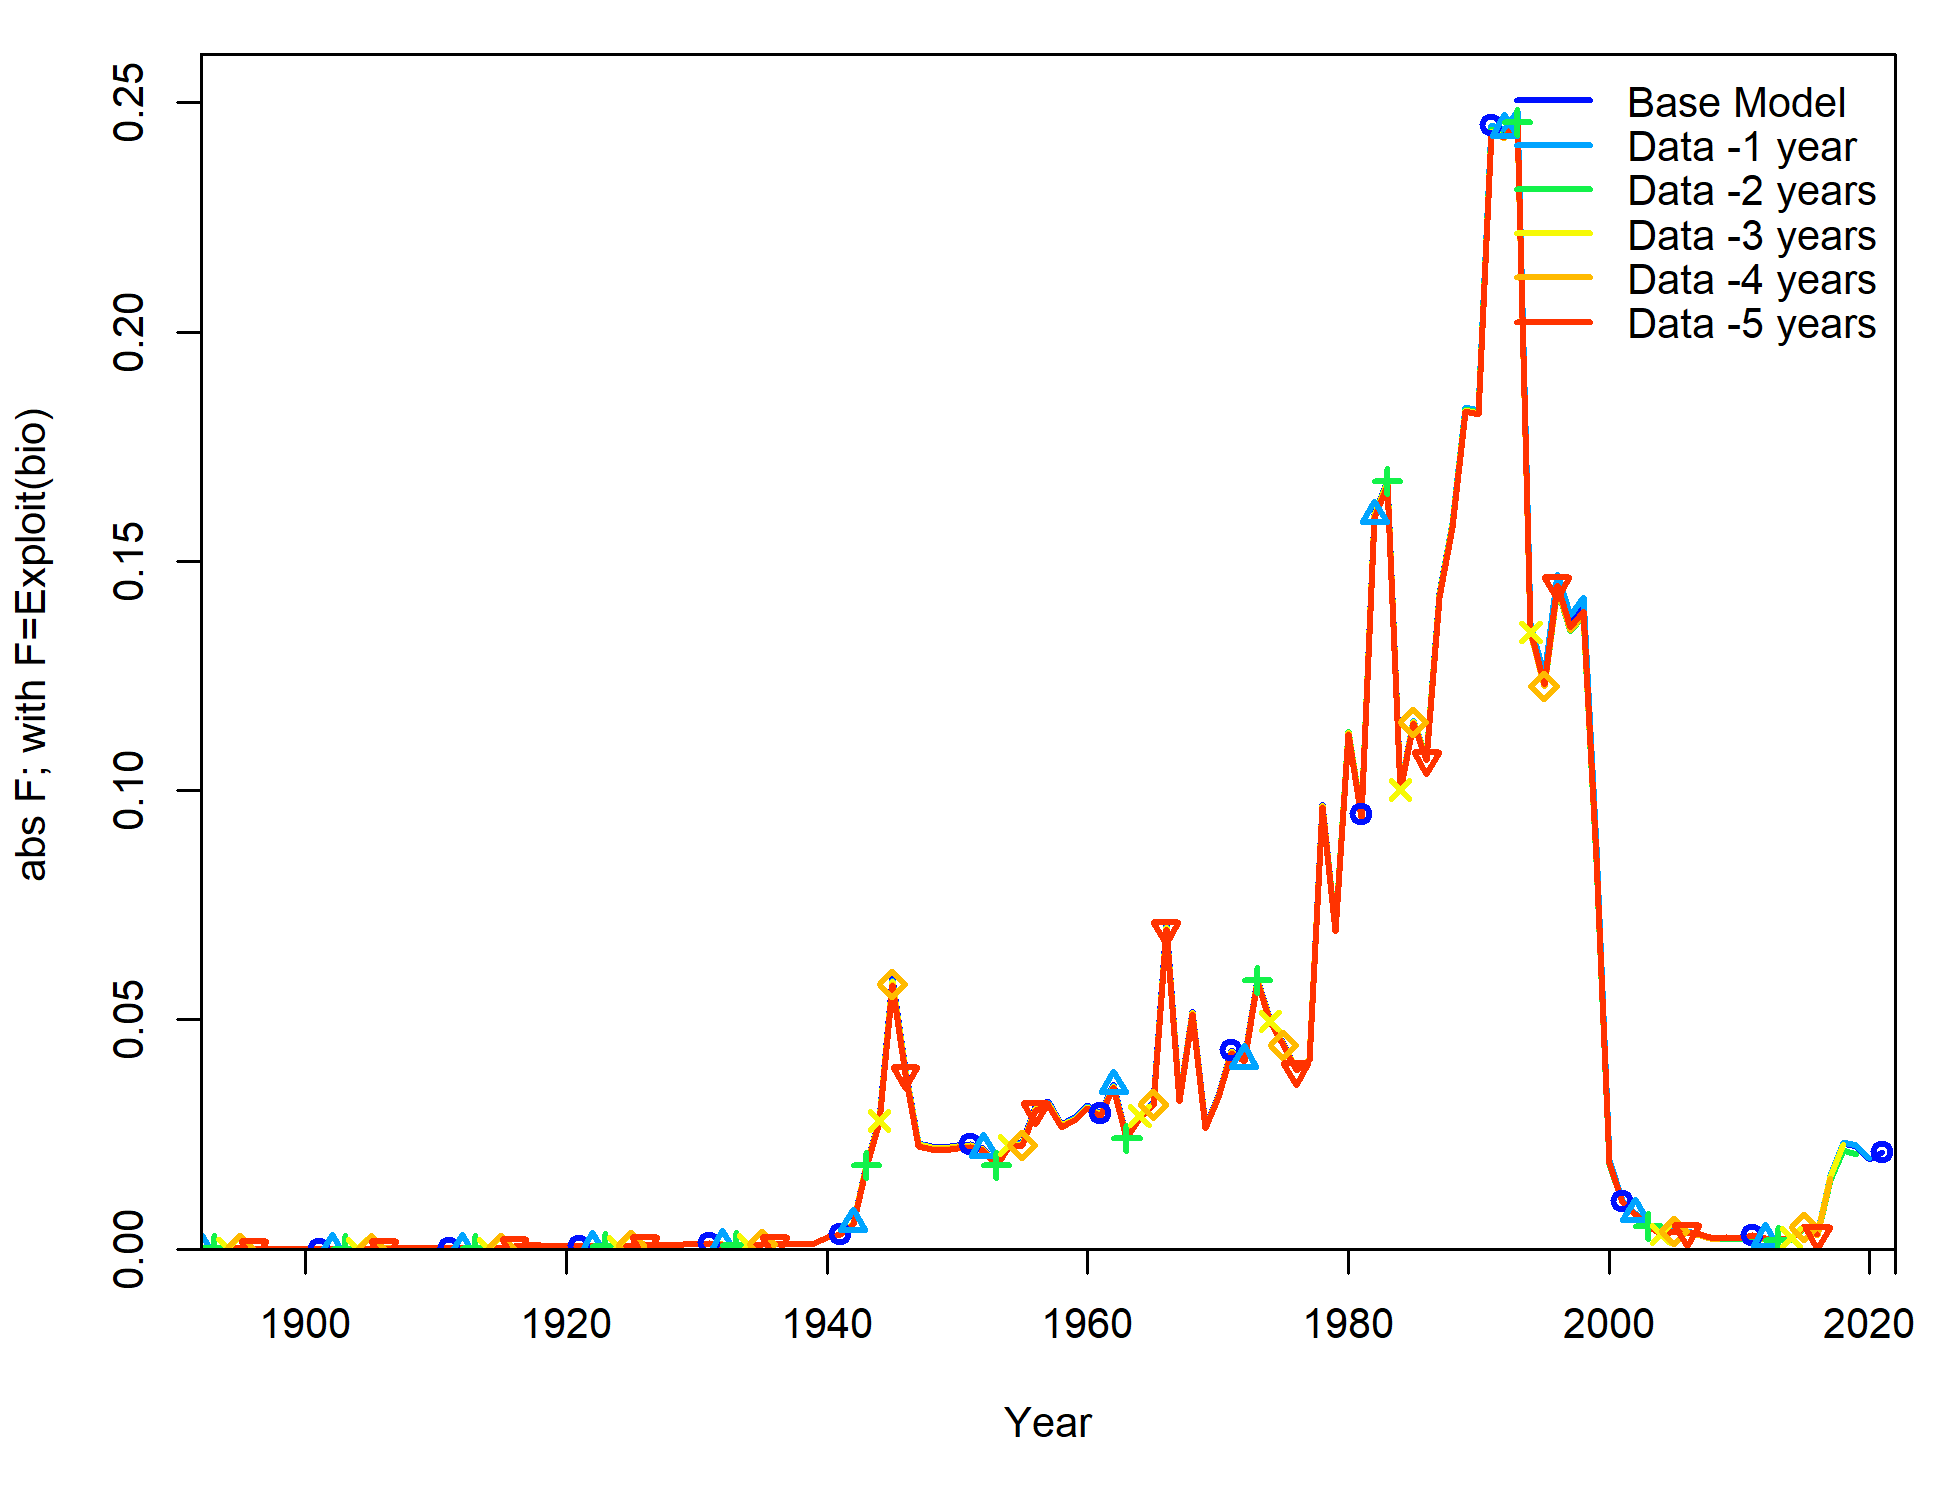 abs F; with F=Exploit(bio)
0.25
0.20
0.15
0.10
0.05
0.00
Base Model
Data -1 year
Data -2 years
Data -3 years
Data -4 years
Data -5 years
1900 1920 1940 1960 1980 2000 2020
Year